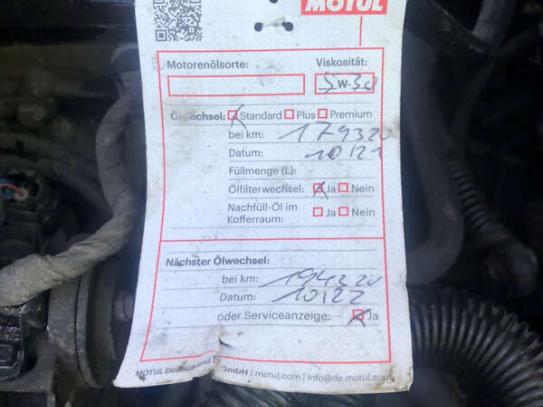 MOTUL
Motorenölsorte: Viskosität:
5W-30
Ölwechsel: Standard Plus Premium
bei km: 179320
Datum: 10/21
Füllmenge (L):
Ölfilterwechsel: Ja Nein
Nachfüll-Öl im Kofferraum: Ja Nein
Nächster Ölwechsel:
bei km: 194320
Datum: 10/22
oder Serviceanzeige: Ja
MOTUL GmbH / motul.com / info@de.motul.com